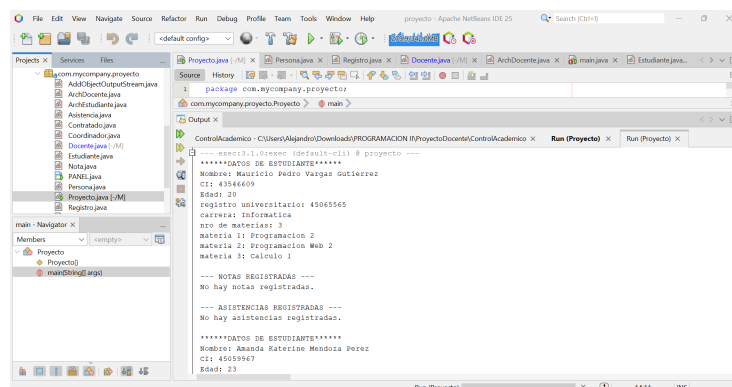 File Edit View Navigate Source Refactor Run Debug Profile Team Tools Window Help proyecto - Apache NetBeans IDE 25 Search (Ctrl+I)
<default config>
Projects Services Files
Proyecto.java [-/M] Persona.java Registro.java Docente.java [-/M] ArchDocente.java main.java Estudiante.java...
com.mycompany.proyecto
AddObjectOutputStream.java
ArchDocente.java
ArchEstudiante.java
Asistencia.java
Contratado.java
Coordinador.java
Docente.java [-/M]
Estudiante.java
Nota.java
PANEL.java
Persona.java
Proyecto.java [-/M]
Registro.java
main - Navigator
Members <empty>
Proyecto
Proyecto()
main(String[] args)
Source History
1 package com.mycompany.proyecto;
com.mycompany.proyecto.Proyecto main
Output
ControlAcademico - C:\Users\Alejandro\Downloads\PROGRAMACION II\ProyectoDocente\ControlAcademico Run (Proyecto) Run (Proyecto)
--- exec:3.1.0:exec (default-cli) @ proyecto ---
******DATOS DE ESTUDIANTE******
Nombre: Mauricio Pedro Vargas Gutierrez
CI: 43546609
Edad: 20
registro universitario: 45065565
carrera: Informatica
nro de materias: 3
materia 1: Programacion 2
materia 2: Programacion Web 2
materia 3: Calculo 1
--- NOTAS REGISTRADAS ---
No hay notas registradas.
--- ASISTENCIAS REGISTRADAS ---
No hay asistencias registradas.
******DATOS DE ESTUDIANTE******
Nombre: Amanda Katerine Mendoza Perez
CI: 45059967
Edad: 23